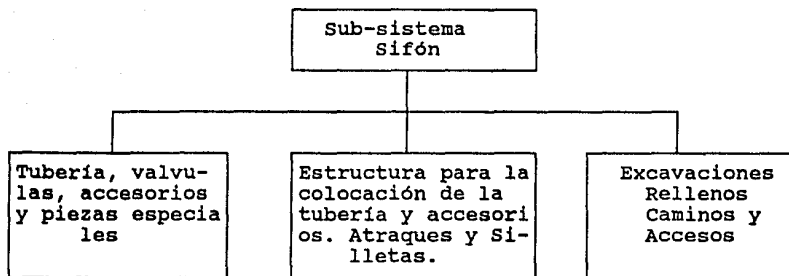 Sub-sistema
Sifón
Tubería, valvu-
las, accesorios
y piezas especia
les
Estructura para la
colocación de la
tubería y accesori
os. Atraques y Si-
lletas.
Excavaciones
Rellenos
Caminos y
Accesos